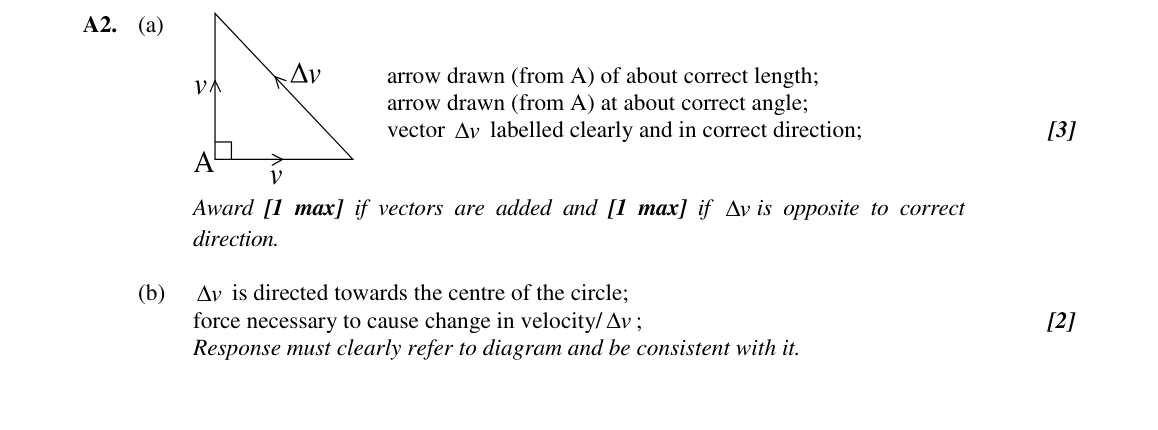 A2. (a)
Δv
v
A
v
arrow drawn (from A) of about correct length;
arrow drawn (from A) at about correct angle;
vector Δv labelled clearly and in correct direction; [3]
Award [1 max] if vectors are added and [1 max] if Δv is opposite to correct
direction.
(b) Δv is directed towards the centre of the circle;
force necessary to cause change in velocity/Δv; [2]
Response must clearly refer to diagram and be consistent with it.